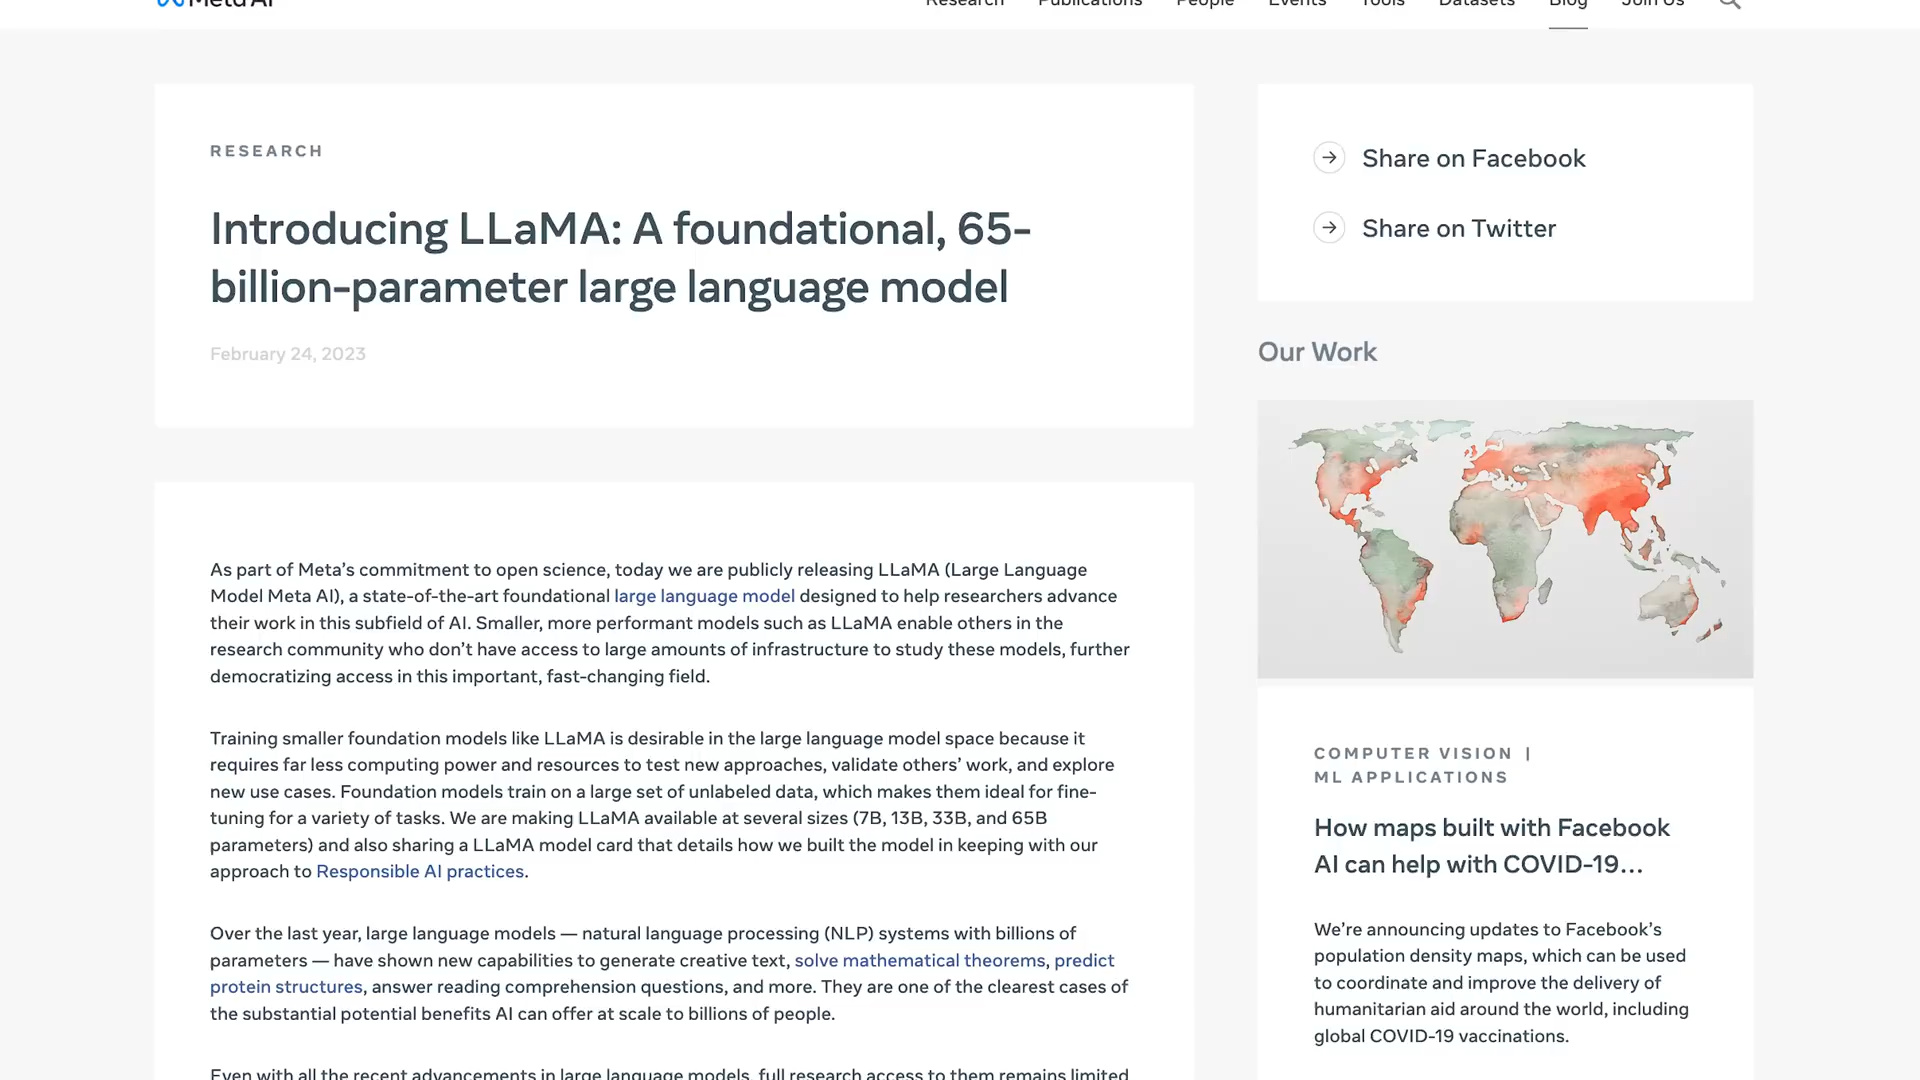 Meta AI
Research Publications People Events Tools Datasets Blog Join Us
RESEARCH
Introducing LLaMA: A foundational, 65-
billion-parameter large language model
February 24, 2023
As part of Meta’s commitment to open science, today we are publicly releasing LLaMA (Large Language
Model Meta AI), a state-of-the-art foundational large language model designed to help researchers advance
their work in this subfield of AI. Smaller, more performant models such as LLaMA enable others in the
research community who don’t have access to large amounts of infrastructure to study these models, further
democratizing access in this important, fast-changing field.
Training smaller foundation models like LLaMA is desirable in the large language model space because it
requires far less computing power and resources to test new approaches, validate others’ work, and explore
new use cases. Foundation models train on a large set of unlabeled data, which makes them ideal for fine-
tuning for a variety of tasks. We are making LLaMA available at several sizes (7B, 13B, 33B, and 65B
parameters) and also sharing a LLaMA model card that details how we built the model in keeping with our
approach to Responsible AI practices.
Over the last year, large language models — natural language processing (NLP) systems with billions of
parameters — have shown new capabilities to generate creative text, solve mathematical theorems, predict
protein structures, answer reading comprehension questions, and more. They are one of the clearest cases of
the substantial potential benefits AI can offer at scale to billions of people.
Even with all the recent advancements in large language models, full research access to them remains limited
Share on Facebook
Share on Twitter
Our Work
COMPUTER VISION |
ML APPLICATIONS
How maps built with Facebook
AI can help with COVID-19...
We’re announcing updates to Facebook’s
population density maps, which can be used
to coordinate and improve the delivery of
humanitarian aid around the world, including
global COVID-19 vaccinations.